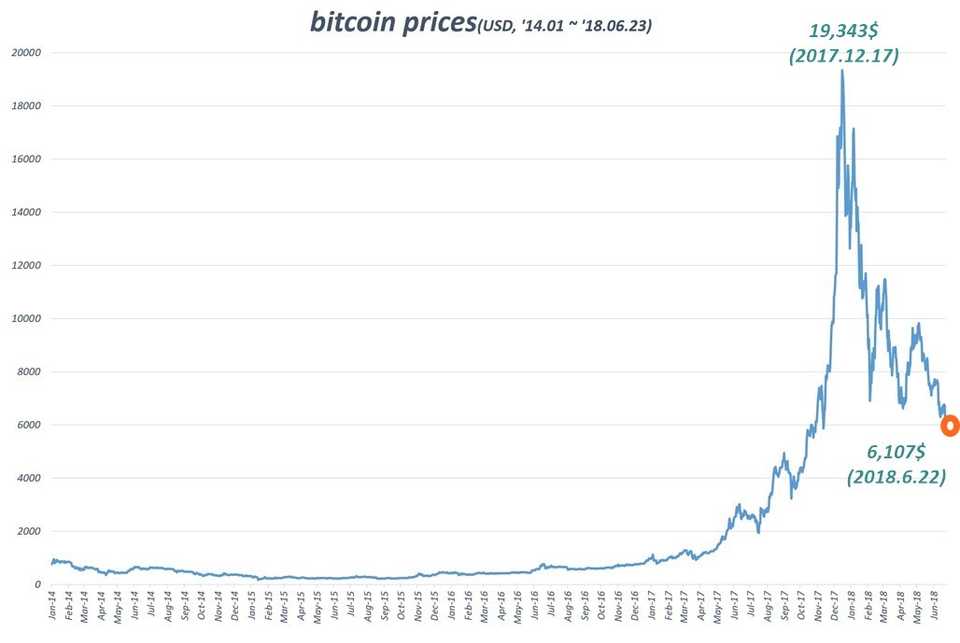 bitcoin prices(USD, '14.01 ~ '18.06.23)
19,343$
(2017.12.17)
20000
18000
16000
14000
12000
10000
8000
6000
4000
2000
0
6,107$
(2018.6.22)
Jan-14
Feb-14
Mar-14
Apr-14
May-14
Jun-14
Jul-14
Aug-14
Sep-14
Oct-14
Nov-14
Dec-14
Jan-15
Feb-15
Mar-15
Apr-15
May-15
Jun-15
Jul-15
Aug-15
Sep-15
Oct-15
Nov-15
Dec-15
Jan-16
Feb-16
Mar-16
Apr-16
May-16
Jun-16
Jul-16
Aug-16
Sep-16
Oct-16
Nov-16
Dec-16
Jan-17
Feb-17
Mar-17
Apr-17
May-17
Jun-17
Jul-17
Aug-17
Sep-17
Oct-17
Nov-17
Dec-17
Jan-18
Feb-18
Mar-18
Apr-18
May-18
Jun-18